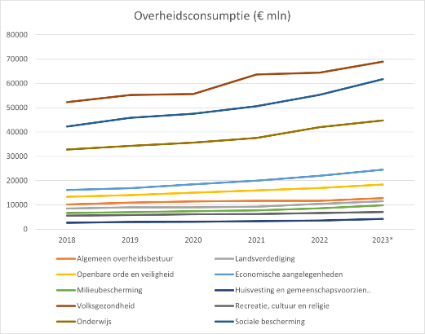 Overheidsconsumptie (€ mln)
80000
70000
60000
50000
40000
30000
20000
10000
0
2018 2019 2020 2021 2022 2023*
Algemeen overheidsbestuur Landsverdediging
Openbare orde en veiligheid Economische aangelegenheden
Milieubescherming Huisvesting en gemeenschapsvoorzien..
Volksgezondheid Recreatie, cultuur en religie
Onderwijs Sociale bescherming